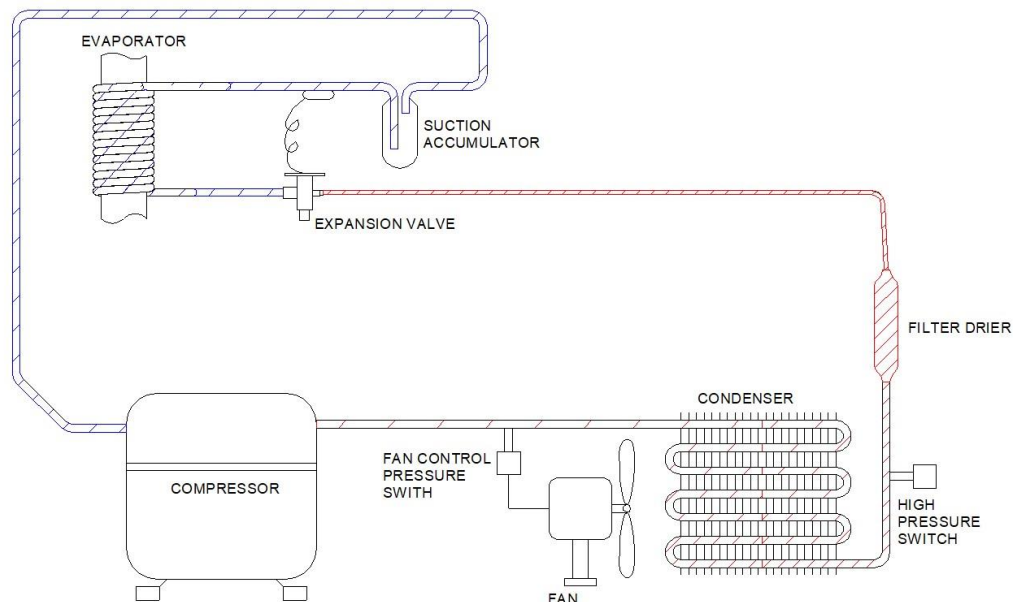 EVAPORATOR
SUCTION
ACCUMULATOR
EXPANSION VALVE
FILTER DRIER
CONDENSER
FAN CONTROL
PRESSURE
SWITH
COMPRESSOR
HIGH
PRESSURE
SWITCH
FAN